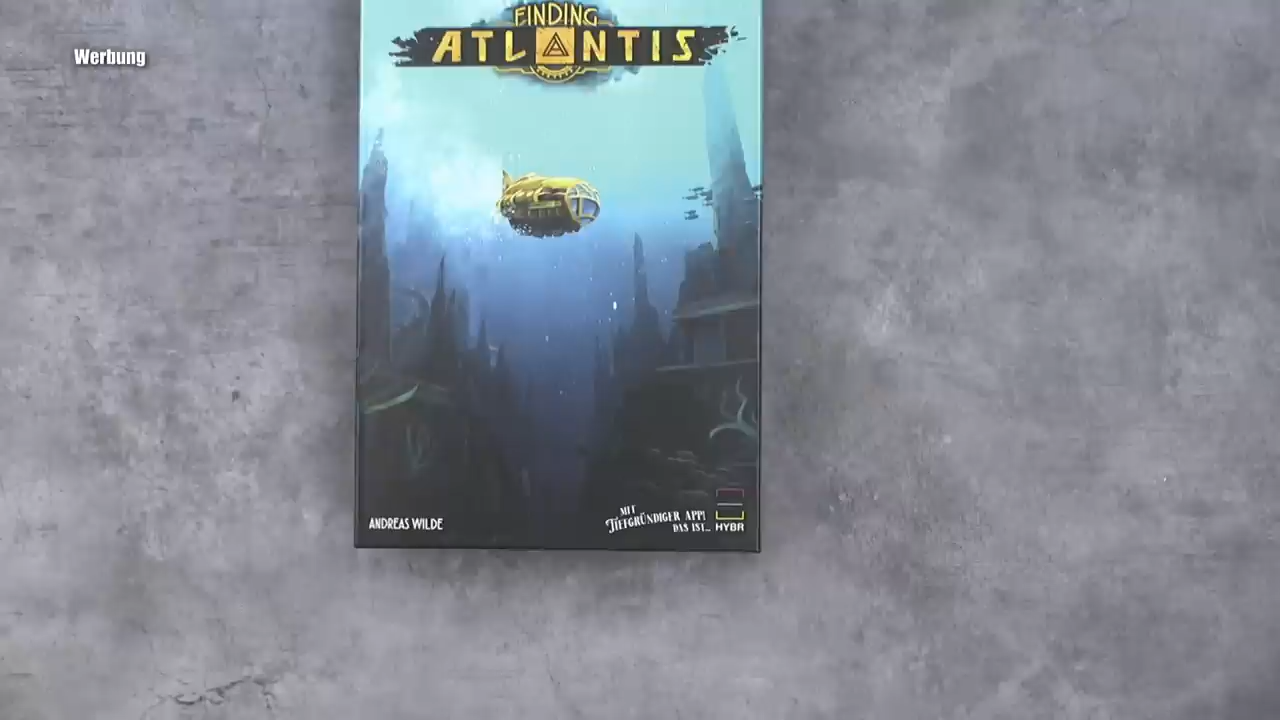 Werbung
FINDING
ATLANTIS
ANDREAS WILDE
MIT
TIEFGRÜNDIGER APP!
DAS IST...
HYBR